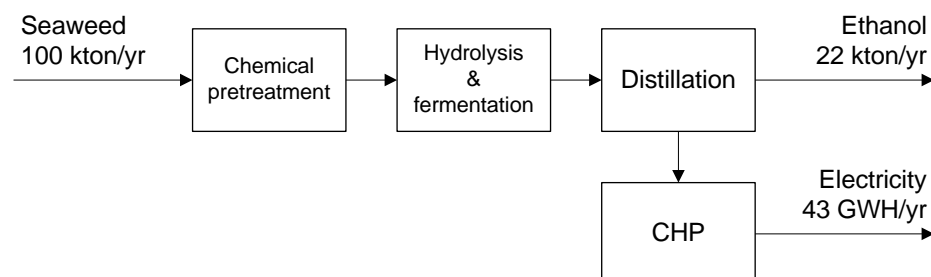 Seaweed
100 kton/yr
Chemical
pretreatment
Hydrolysis
&
fermentation
Distillation
Ethanol
22 kton/yr
CHP
Electricity
43 GWH/yr